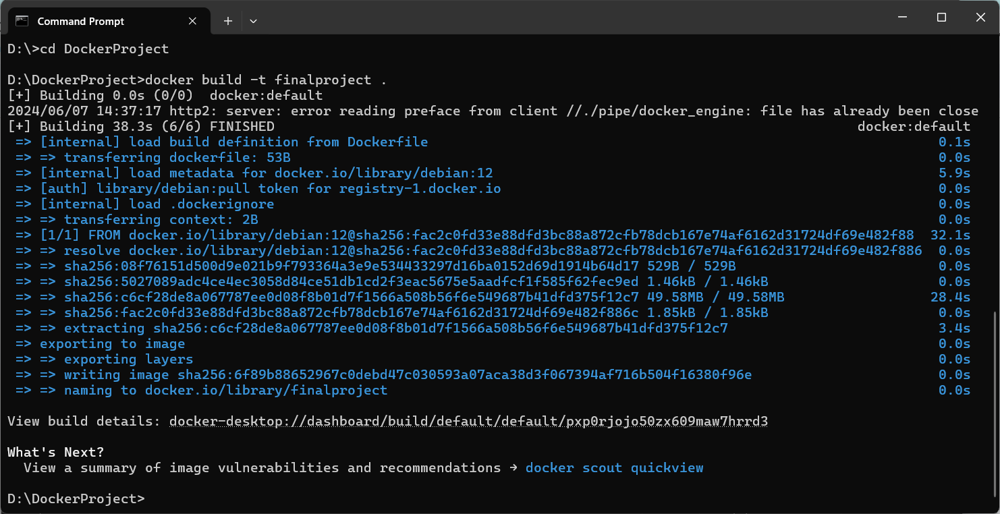 Command Prompt
D:\>cd DockerProject
D:\DockerProject>docker build -t finalproject .
[+] Building 0.0s (0/0)  docker:default
2024/06/07 14:37:17 http2: server: error reading preface from client //./pipe/docker_engine: file has already been close
[+] Building 38.3s (6/6) FINISHED docker:default
=> [internal] load build definition from Dockerfile 0.1s
=> => transferring dockerfile: 53B 0.0s
=> [internal] load metadata for docker.io/library/debian:12 5.9s
=> [auth] library/debian:pull token for registry-1.docker.io 0.0s
=> [internal] load .dockerignore 0.0s
=> => transferring context: 2B 0.0s
=> [1/1] FROM docker.io/library/debian:12@sha256:fac2c0fd33e88dfd3bc88a872cfb78dcb167e74af6162d31724df69e482f88 32.1s
=> => resolve docker.io/library/debian:12@sha256:fac2c0fd33e88dfd3bc88a872cfb78dcb167e74af6162d31724df69e482f886 0.0s
=> => sha256:08f76151d500d9e021b9f793364a3e9e534433297d16ba0152d69d1914b64d17 529B / 529B 0.0s
=> => sha256:5027089adc4ce4ec3058d84ce51db1cd2f3eac5675e5aadfcf1f585f62fec9ed 1.46kB / 1.46kB 0.0s
=> => sha256:c6cf28de8a067787ee0d08f8b01d7f1566a508b56f6e549687b41dfd375f12c7 49.58MB / 49.58MB 28.4s
=> => sha256:fac2c0fd33e88dfd3bc88a872cfb78dcb167e74af6162d31724df69e482f886c 1.85kB / 1.85kB 0.0s
=> => extracting sha256:c6cf28de8a067787ee0d08f8b01d7f1566a508b56f6e549687b41dfd375f12c7 3.4s
=> exporting to image 0.0s
=> => exporting layers 0.0s
=> => writing image sha256:6f89b88652967c0debd47c030593a07aca38d3f067394af716b504f16380f96e 0.0s
=> => naming to docker.io/library/finalproject 0.0s
View build details: docker-desktop://dashboard/build/default/default/pxp0rjojo50zx609maw7hrrd3
What's Next?
View a summary of image vulnerabilities and recommendations → docker scout quickview
D:\DockerProject>